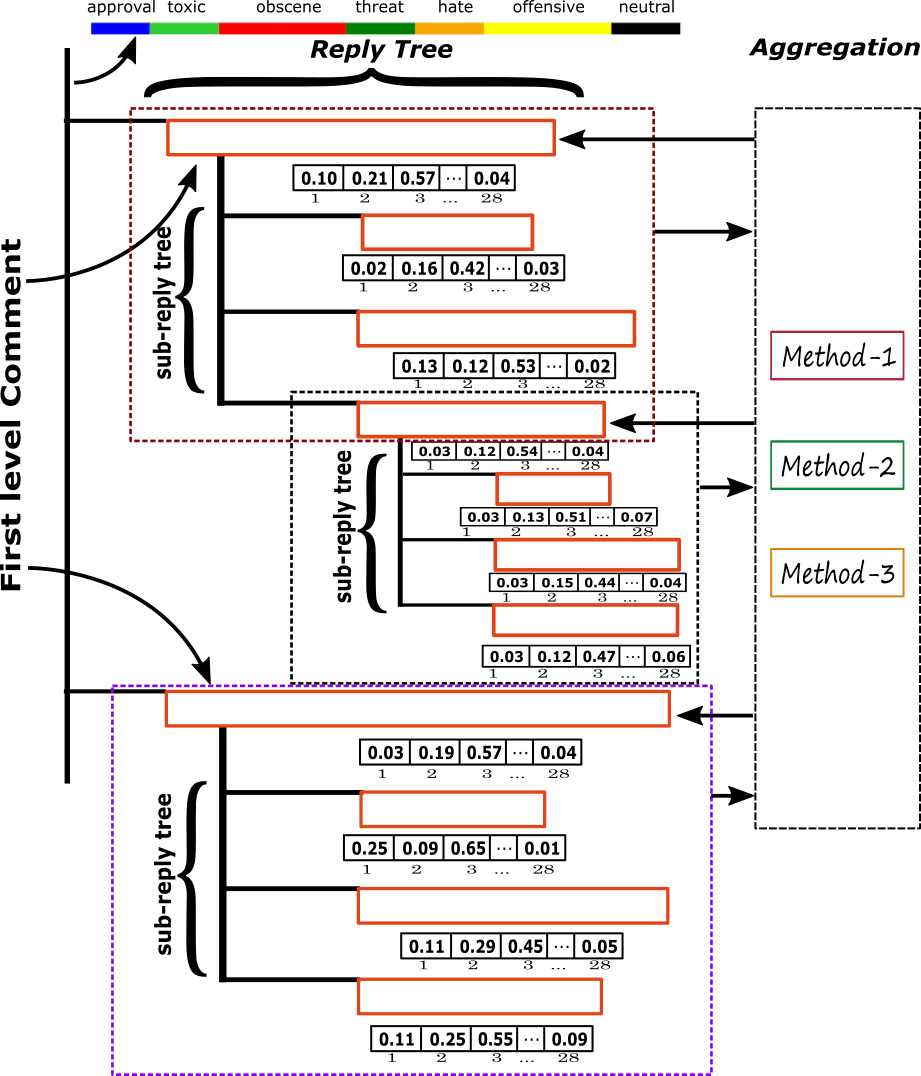 approval toxic obscene threat hate offensive neutral
Reply Tree
Aggregation
First level Comment
0.10 0.21 0.57 ... 0.04
1 2 3 ... 28
sub-reply tree
0.02 0.16 0.42 ... 0.03
1 2 3 ... 28
0.13 0.12 0.53 ... 0.02
1 2 3 ... 28
Method-1
0.03 0.12 0.54 ... 0.04
1 2 3 ... 28
sub-reply tree
Method-2
0.03 0.13 0.51 ... 0.07
1 2 3 ... 28
0.03 0.15 0.44 ... 0.04
1 2 3 ... 28
Method-3
0.03 0.12 0.47 ... 0.06
1 2 3 ... 28
0.03 0.19 0.57 ... 0.04
1 2 3 ... 28
sub-reply tree
0.25 0.09 0.65 ... 0.01
1 2 3 ... 28
0.11 0.29 0.45 ... 0.05
1 2 3 ... 28
0.11 0.25 0.55 ... 0.09
1 2 3 ... 28